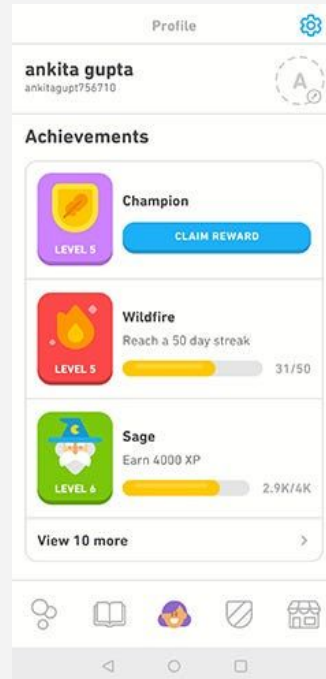 Profile
ankita gupta
ankitagupt756710
A
Achievements
Champion
LEVEL 5
CLAIM REWARD
Wildfire
Reach a 50 day streak
LEVEL 5
31/50
Sage
Earn 4000 XP
LEVEL 6
2.9K/4K
View 10 more